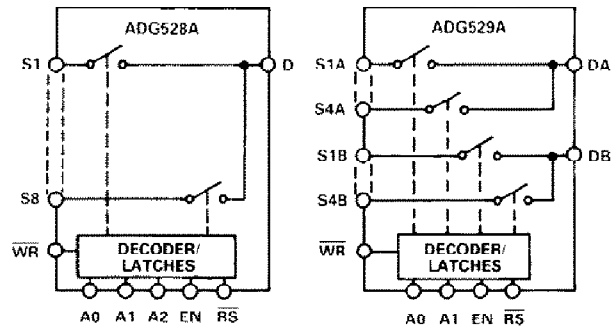 ADG528A
S1
D
S8
WR
DECODER/
LATCHES
A0 A1 A2 EN RS
ADG529A
S1A
DA
S4A
S1B
DB
S4B
WR
DECODER/
LATCHES
A0 A1 EN RS